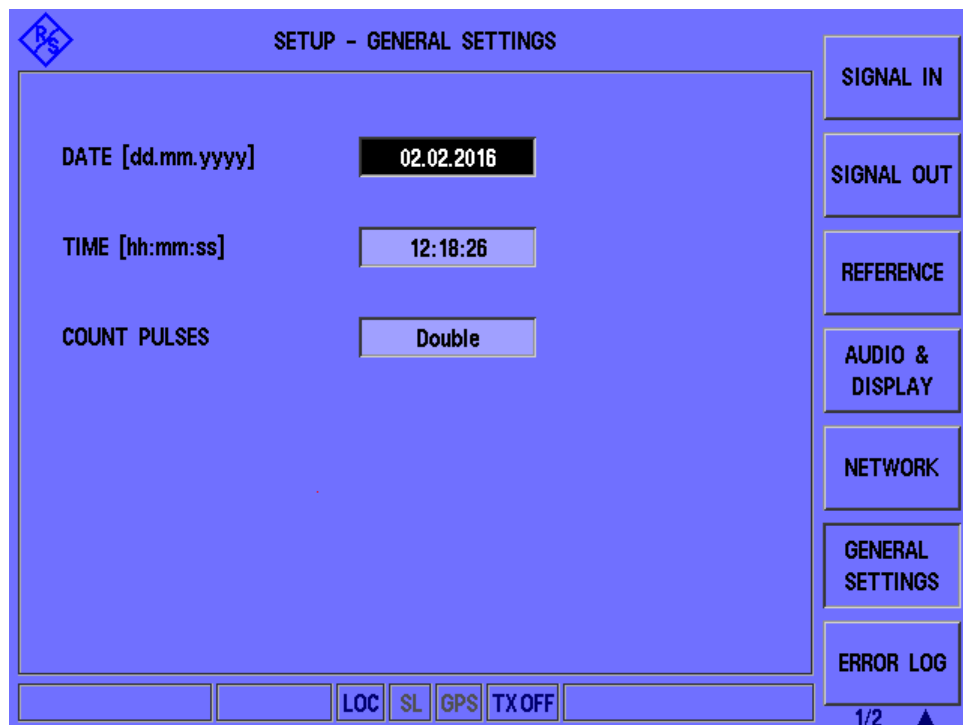 R/S
SETUP - GENERAL SETTINGS
DATE [dd.mm.yyyy]
02.02.2016
TIME [hh:mm:ss]
12:18:26
COUNT PULSES
Double
SIGNAL IN
SIGNAL OUT
REFERENCE
AUDIO &
DISPLAY
NETWORK
GENERAL
SETTINGS
ERROR LOG
1/2
LOC
SL
GPS
TX OFF